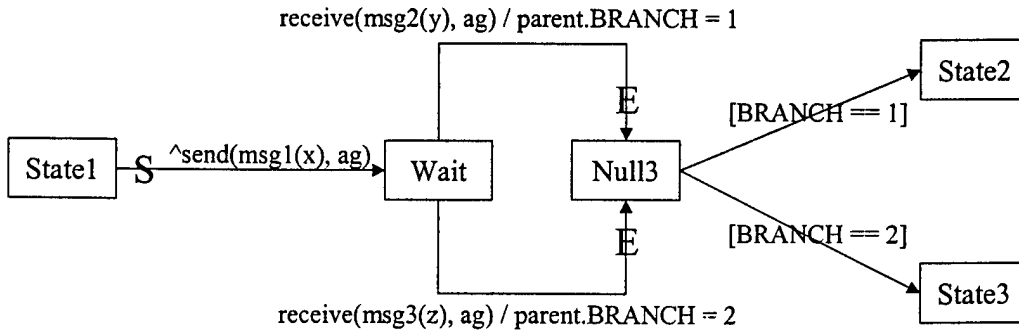 receive(msg2(y), ag) / parent.BRANCH = 1
State2
E
[BRANCH == 1]
State1
S
^send(msg1(x), ag)
Wait
Null3
E
[BRANCH == 2]
State3
receive(msg3(z), ag) / parent.BRANCH = 2